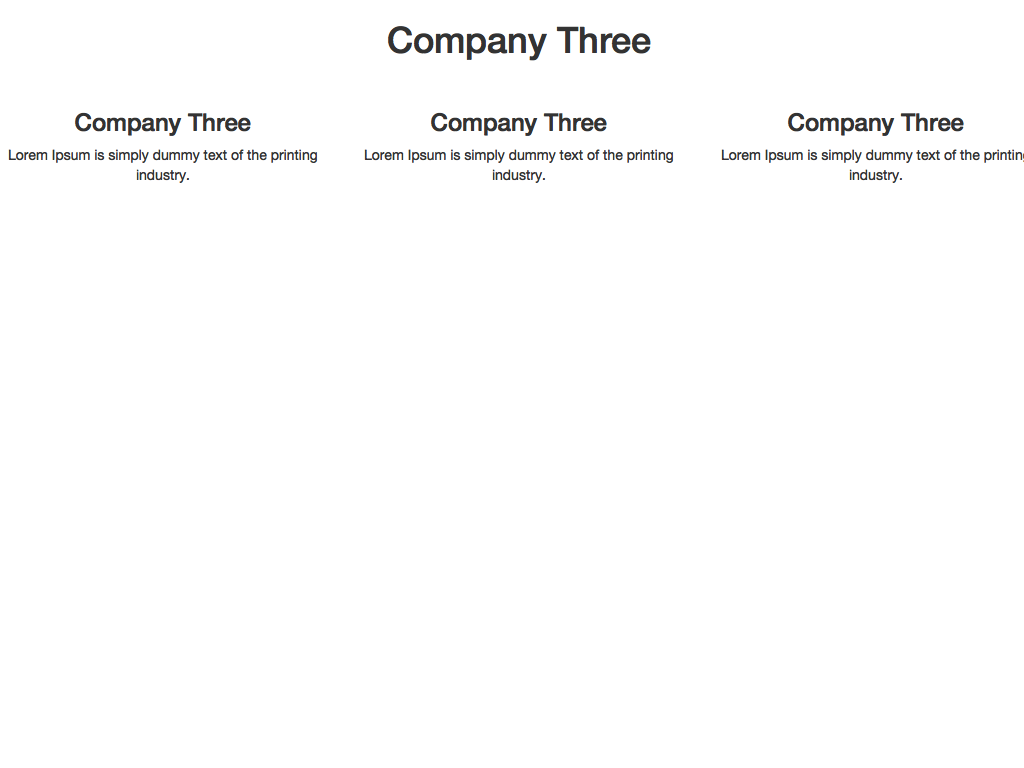 Company Three
Company Three
Lorem Ipsum is simply dummy text of the printing
industry.
Company Three
Lorem Ipsum is simply dummy text of the printing
industry.
Company Three
Lorem Ipsum is simply dummy text of the printing
industry.